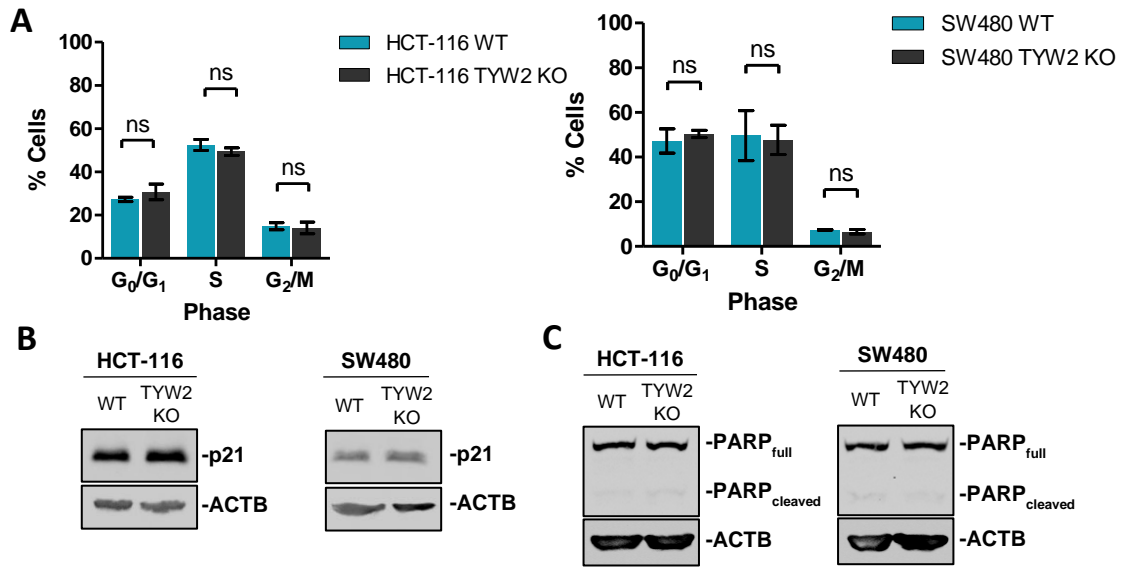 A
HCT-116 WT
HCT-116 TYW2 KO
% Cells
100
80
60
40
20
0
ns
ns
ns
G₀/G₁ S G₂/M
Phase
SW480 WT
SW480 TYW2 KO
% Cells
100
80
60
40
20
0
ns
ns
ns
G₀/G₁ S G₂/M
Phase
B
HCT-116
WT TYW2
KO
-p21
-ACTB
SW480
WT TYW2
KO
-p21
-ACTB
C
HCT-116
WT TYW2
KO
-PARPfull
-PARPcleaved
-ACTB
SW480
WT TYW2
KO
-PARPfull
-PARPcleaved
-ACTB